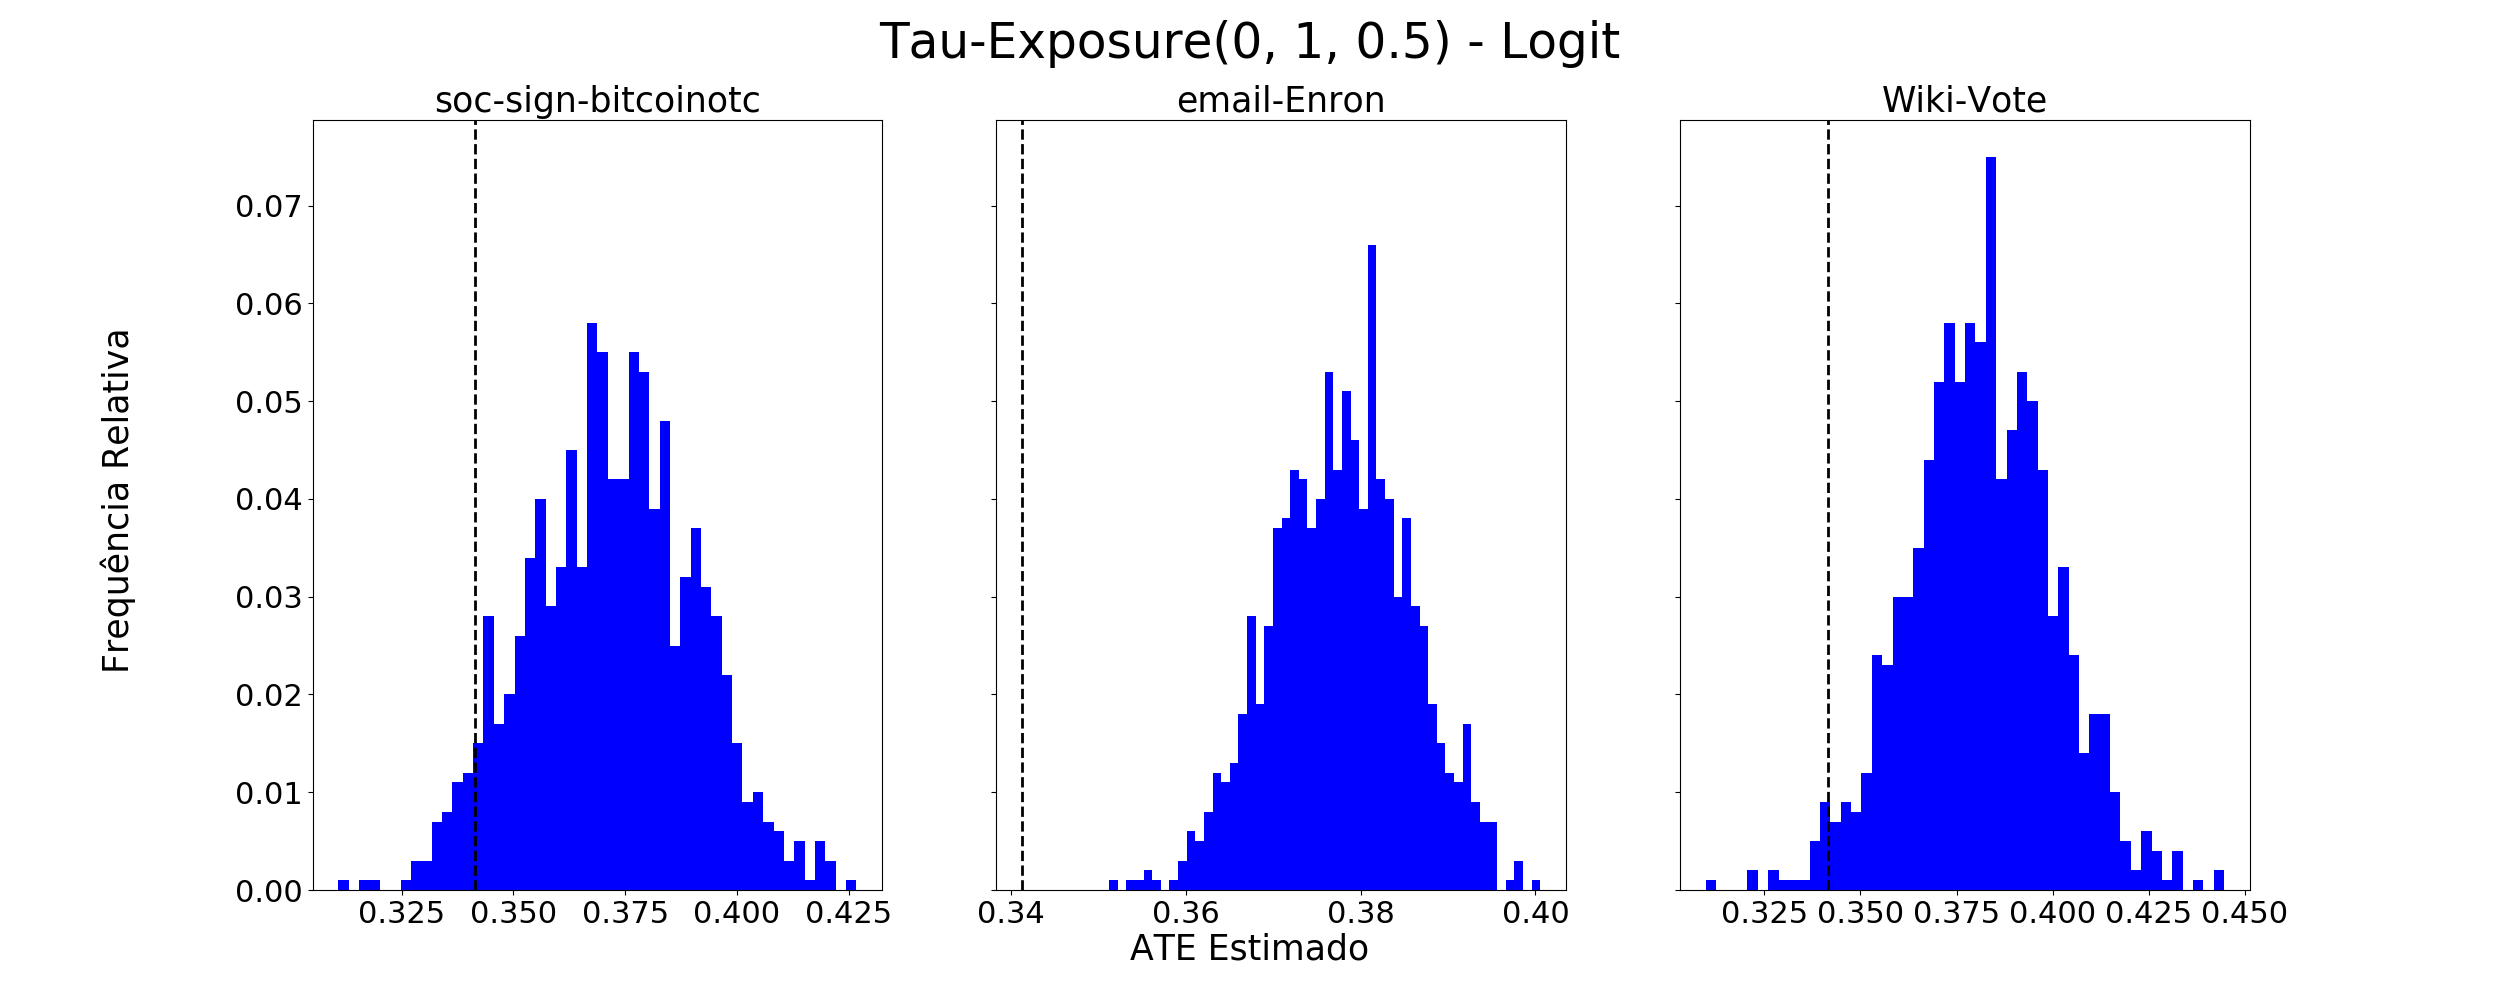 Tau-Exposure(0, 1, 0.5) - Logit
soc-sign-bitcoinotc
email-Enron
Wiki-Vote
Frequência Relativa
0.07
0.06
0.05
0.04
0.03
0.02
0.01
0.00
0.325 0.350 0.375 0.400 0.425
0.34 0.36 0.38 0.40
0.325 0.350 0.375 0.400 0.425 0.450
ATE Estimado